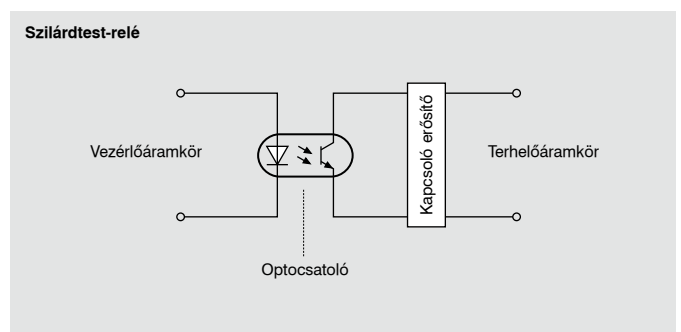 Szilárdtest-relé
Vezérlőáramkör
Kapcsoló erősítő
Terhelőáramkör
Optocsatoló